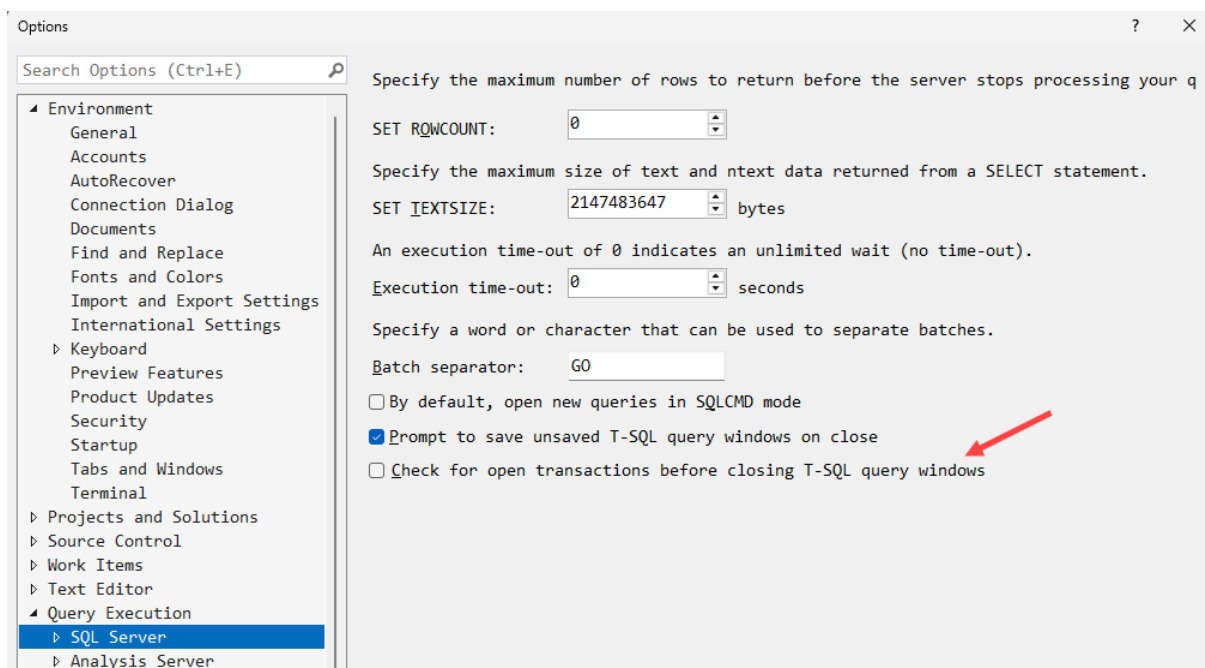 Options
?
Search Options (Ctrl+E)
Environment
General
Accounts
AutoRecover
Connection Dialog
Documents
Find and Replace
Fonts and Colors
Import and Export Settings
International Settings
Keyboard
Preview Features
Product Updates
Security
Startup
Tabs and Windows
Terminal
Projects and Solutions
Source Control
Work Items
Text Editor
Query Execution
SQL Server
Analysis Server
Specify the maximum number of rows to return before the server stops processing your q
SET ROWCOUNT: 0
Specify the maximum size of text and ntext data returned from a SELECT statement.
SET TEXTSIZE: 2147483647 bytes
An execution time-out of 0 indicates an unlimited wait (no time-out).
Execution time-out: 0 seconds
Specify a word or character that can be used to separate batches.
Batch separator: GO
By default, open new queries in SQLCMD mode
Prompt to save unsaved T-SQL query windows on close
Check for open transactions before closing T-SQL query windows